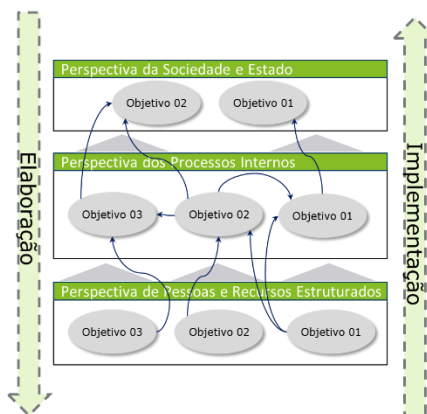 Perspectiva da Sociedade e Estado
Objetivo 02
Objetivo 01
Perspectiva dos Processos Internos
Objetivo 03
Objetivo 02
Objetivo 01
Perspectiva de Pessoas e Recursos Estruturados
Objetivo 03
Objetivo 02
Objetivo 01
Elaboração
Implementação